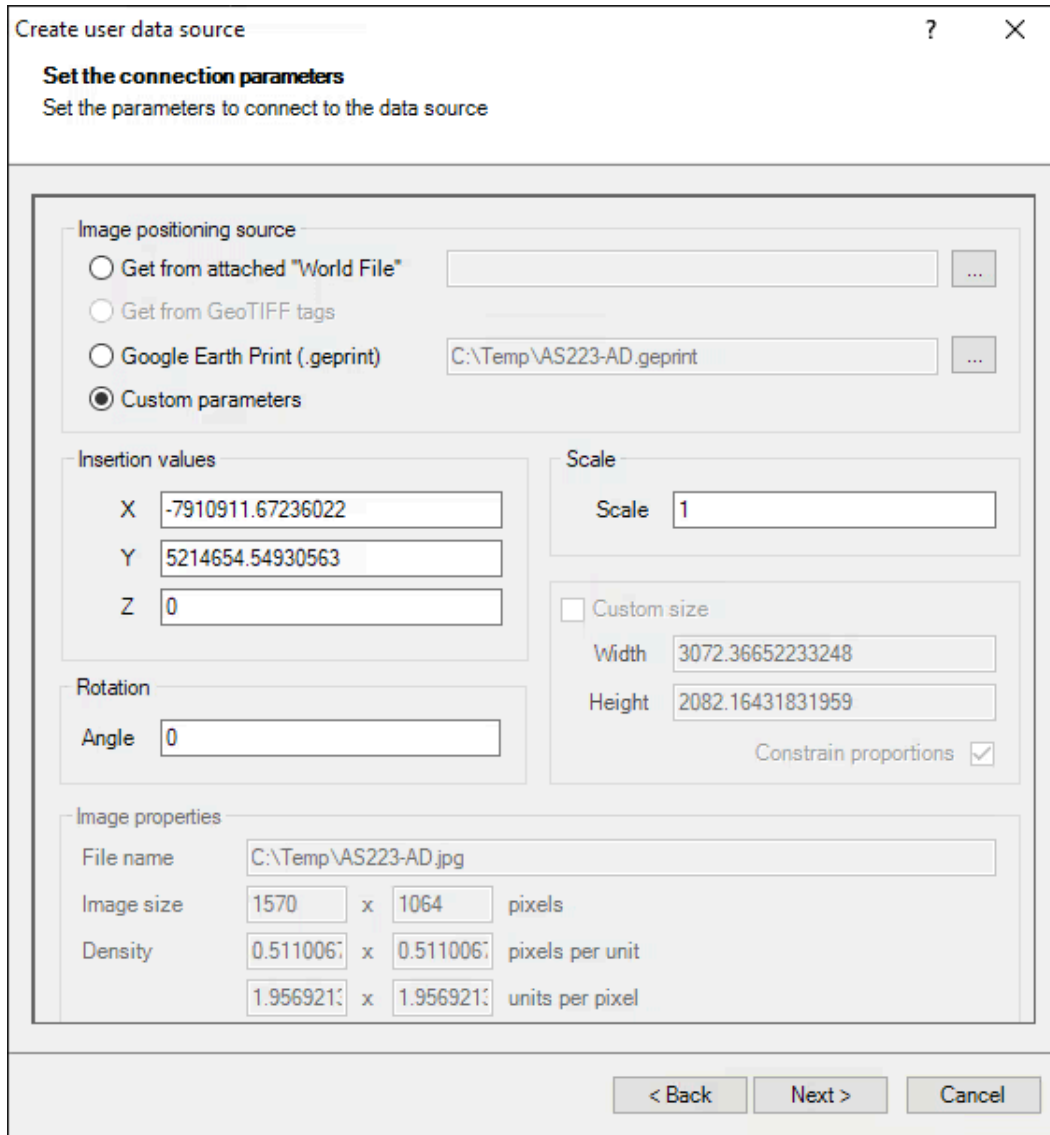 Create user data source ? ×
Set the connection parameters
Set the parameters to connect to the data source
Image positioning source
Get from attached "World File" ...
Get from GeoTIFF tags
Google Earth Print (.geprint) C:\Temp\AS223-AD.geprint ...
Custom parameters
Insertion values
X -7910911.67236022
Y 5214654.54930563
Z 0
Scale
Scale 1
Custom size
Width 3072.36652233248
Height 2082.16431831959
Constrain proportions
Rotation
Angle 0
Image properties
File name C:\Temp\AS223-AD.jpg
Image size 1570 x 1064 pixels
Density 0.5110067 x 0.5110067 pixels per unit
1.9569213 x 1.9569213 units per pixel
< Back Next > Cancel